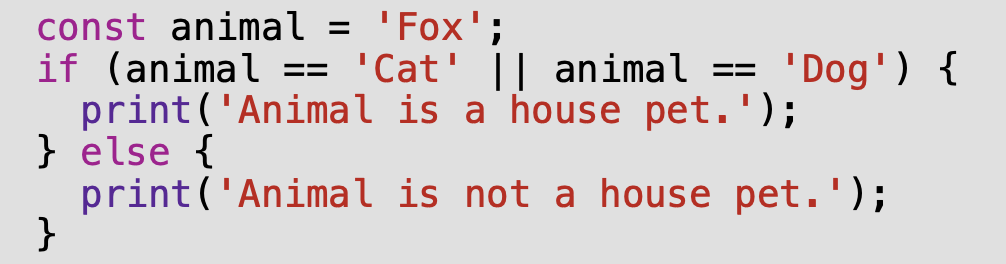 const animal = 'Fox';
if (animal == 'Cat' || animal == 'Dog') {
  print('Animal is a house pet.');
} else {
  print('Animal is not a house pet.');
}